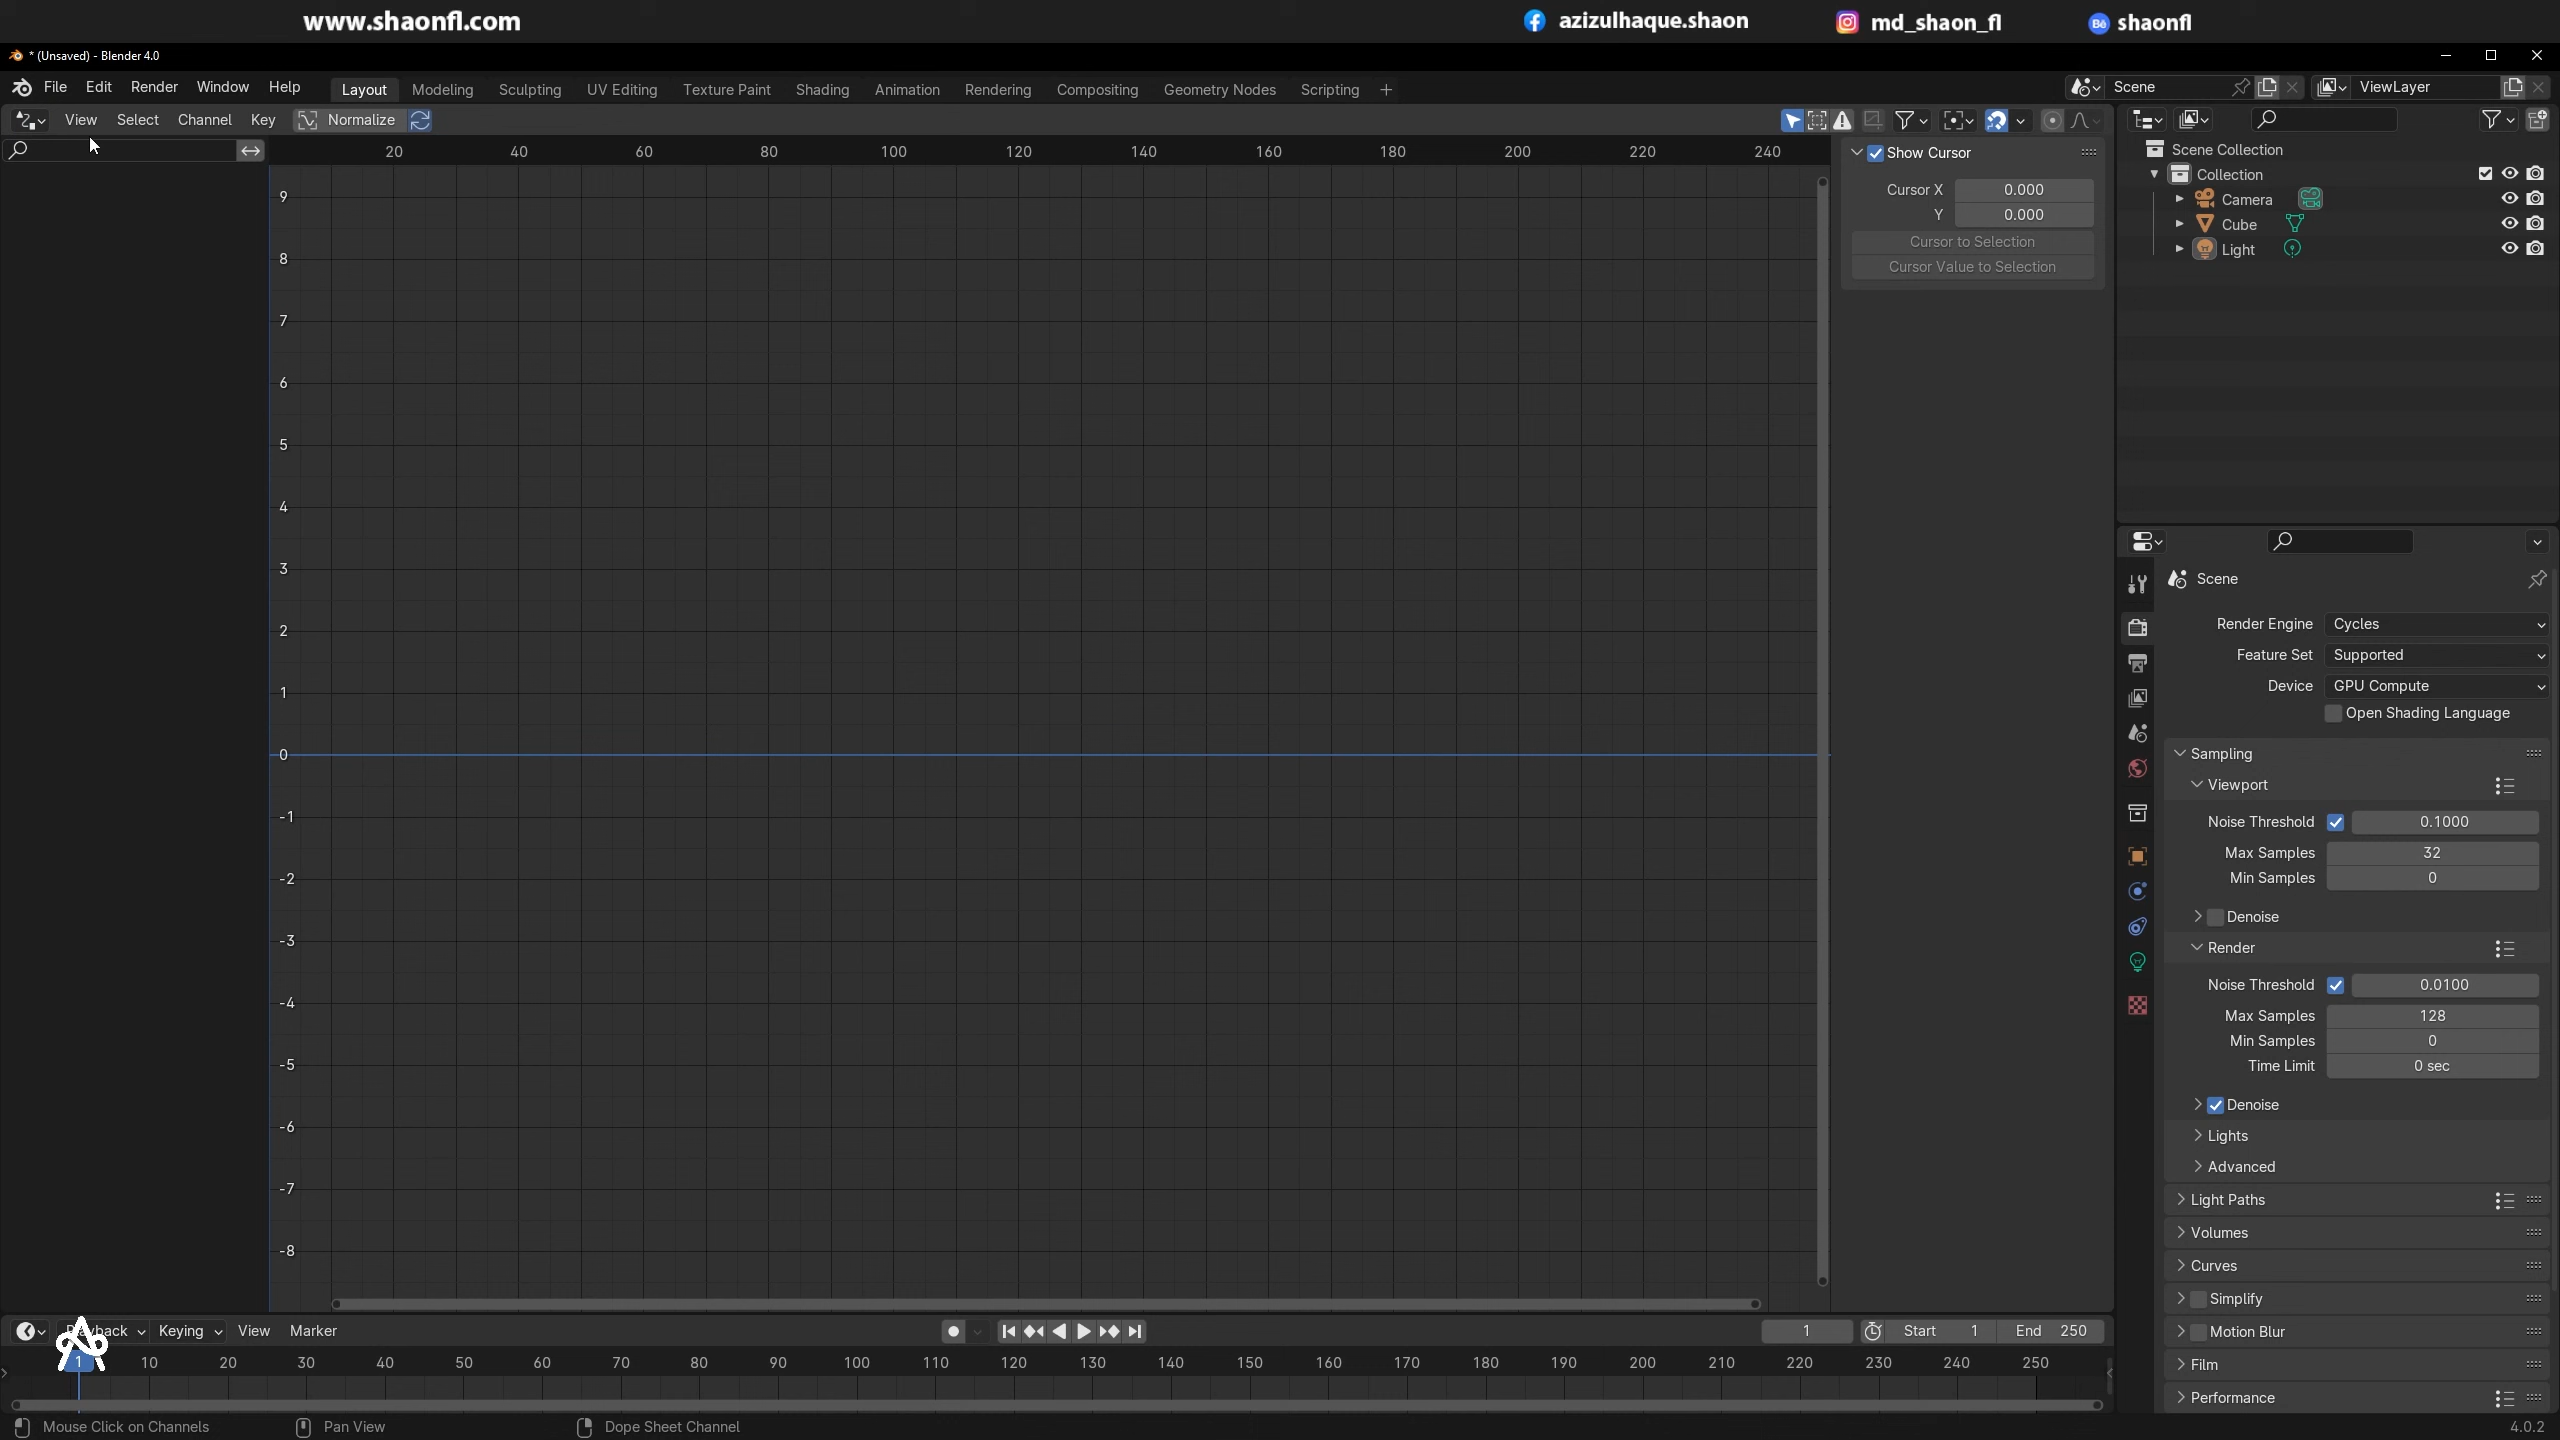 www.shaonfl.com azizulhaque.shaon md_shaon_fl Bē shaonfl
* (Unsaved) - Blender 4.0
File Edit Render Window Help Layout Modeling Sculpting UV Editing Texture Paint Shading Animation Rendering Compositing Geometry Nodes Scripting + Scene ViewLayer
View Select Channel Key Normalize
20 40 60 80 100 120 140 160 180 200 220 240
9
8
7
6
5
4
3
2
1
0
-1
-2
-3
-4
-5
-6
-7
-8
Show Cursor
Cursor X 0.000
Y 0.000
Cursor to Selection
Cursor Value to Selection
Scene Collection
Collection
Camera
Cube
Light
Scene
Render Engine Cycles
Feature Set Supported
Device GPU Compute
Open Shading Language
Sampling
Viewport
Noise Threshold 0.1000
Max Samples 32
Min Samples 0
Denoise
Render
Noise Threshold 0.0100
Max Samples 128
Min Samples 0
Time Limit 0 sec
Denoise
Lights
Advanced
Light Paths
Volumes
Curves
Simplify
Motion Blur
Film
Performance
Keying View Marker 1 Start 1 End 250
1 10 20 30 40 50 60 70 80 90 100 110 120 130 140 150 160 170 180 190 200 210 220 230 240 250
Mouse Click on Channels Pan View Dope Sheet Channel 4.0.2